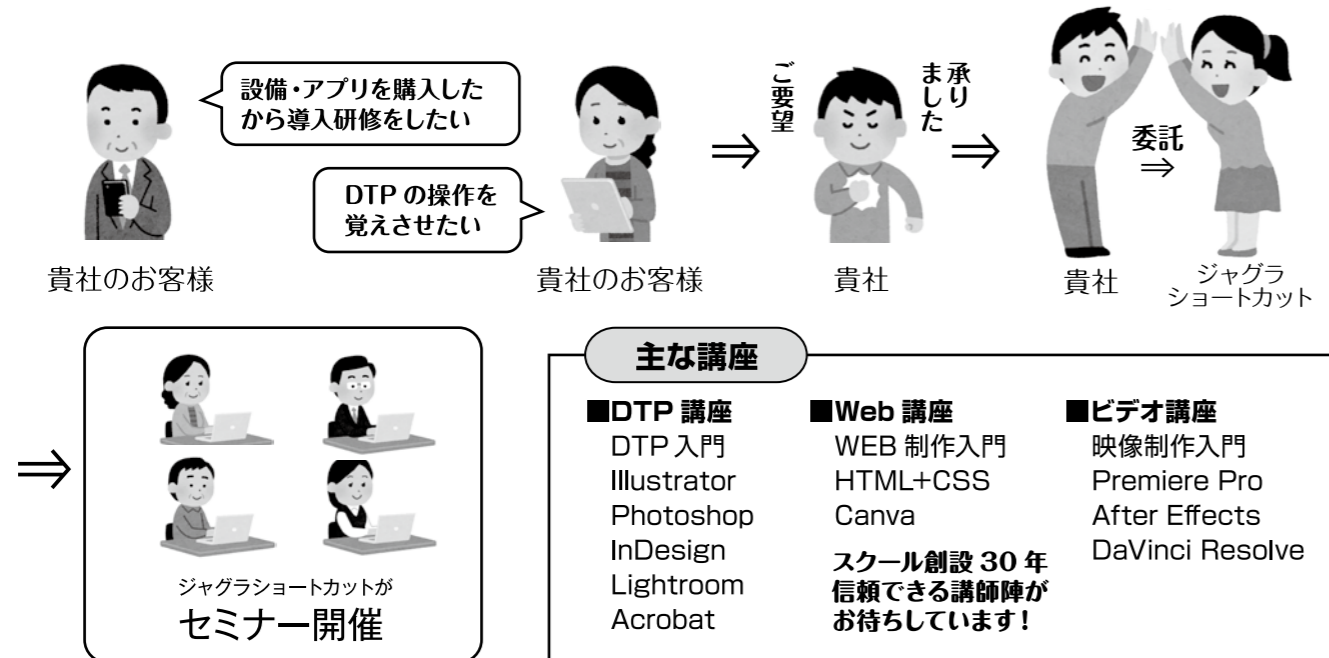 設備・アプリを購入した
から導入研修をしたい
DTP の操作を
覚えさせたい
ご要望
承り
ました
委託
⇒
⇒
⇒
貴社のお客様
貴社のお客様
貴社
貴社
ジャグラ
ショートカット
⇒
ジャグラショートカットが
セミナー開催
主な講座
■DTP 講座
DTP 入門
Illustrator
Photoshop
InDesign
Lightroom
Acrobat
■Web 講座
WEB 制作入門
HTML+CSS
Canva
スクール創設 30 年
信頼できる講師陣が
お待ちしています!
■ビデオ講座
映像制作入門
Premiere Pro
After Effects
DaVinci Resolve